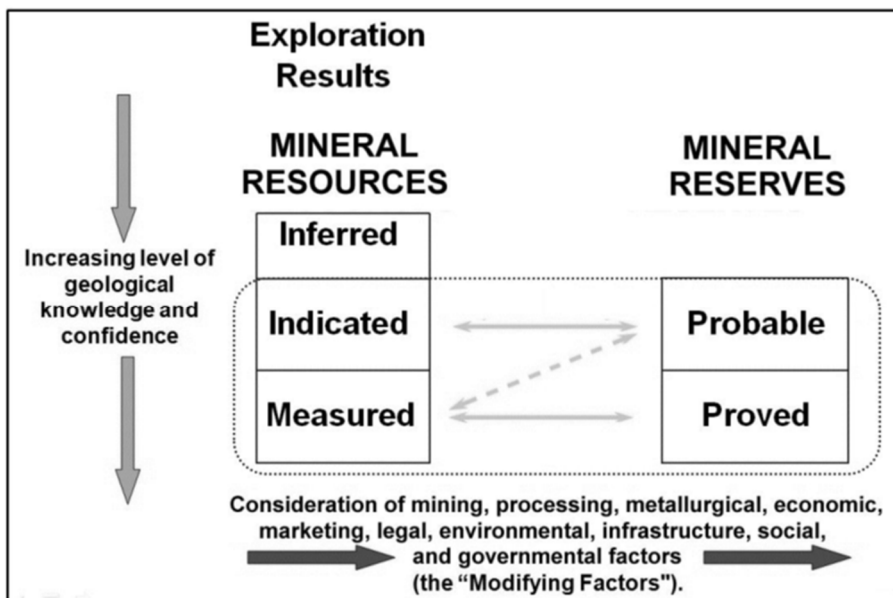 Exploration
Results
MINERAL
RESOURCES
MINERAL
RESERVES
Inferred
Increasing level of
geological
knowledge and
confidence
Indicated
Probable
Measured
Proved
Consideration of mining, processing, metallurgical, economic,
marketing, legal, environmental, infrastructure, social,
and governmental factors
(the “Modifying Factors").